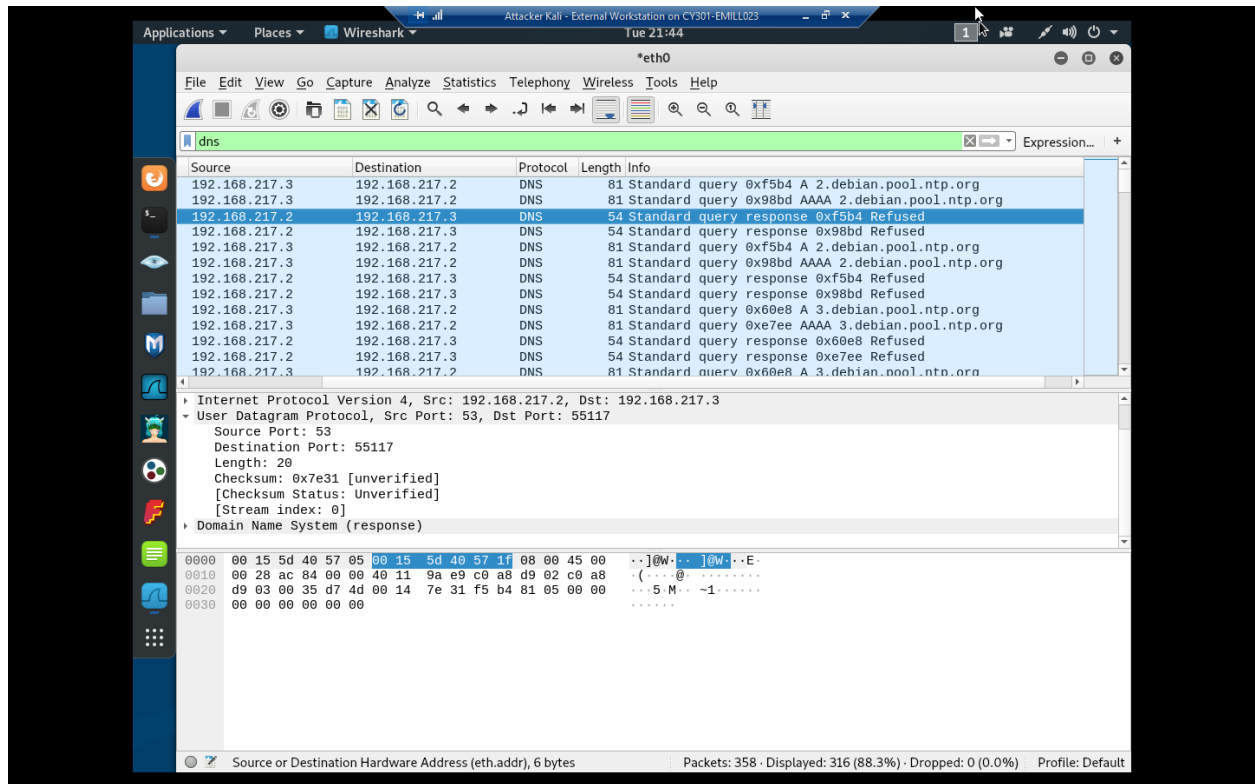 Attacker Kali - External Workstation on CY301-EMILL023
Applications Places Wireshark Tue 21:44 1
*eth0
File Edit View Go Capture Analyze Statistics Telephony Wireless Tools Help
dns Expression... +
Source Destination Protocol Length Info
192.168.217.3 192.168.217.2 DNS 81 Standard query 0xf5b4 A 2.debian.pool.ntp.org
192.168.217.3 192.168.217.2 DNS 81 Standard query 0x98bd AAAA 2.debian.pool.ntp.org
192.168.217.2 192.168.217.3 DNS 54 Standard query response 0xf5b4 Refused
192.168.217.2 192.168.217.3 DNS 54 Standard query response 0x98bd Refused
192.168.217.3 192.168.217.2 DNS 81 Standard query 0xf5b4 A 2.debian.pool.ntp.org
192.168.217.3 192.168.217.2 DNS 81 Standard query 0x98bd AAAA 2.debian.pool.ntp.org
192.168.217.2 192.168.217.3 DNS 54 Standard query response 0xf5b4 Refused
192.168.217.2 192.168.217.3 DNS 54 Standard query response 0x98bd Refused
192.168.217.3 192.168.217.2 DNS 81 Standard query 0x60e8 A 3.debian.pool.ntp.org
192.168.217.3 192.168.217.2 DNS 81 Standard query 0xe7ee AAAA 3.debian.pool.ntp.org
192.168.217.2 192.168.217.3 DNS 54 Standard query response 0x60e8 Refused
192.168.217.2 192.168.217.3 DNS 54 Standard query response 0xe7ee Refused
192.168.217.3 192.168.217.2 DNS 81 Standard query 0x60e8 A 3.debian.pool.ntp.org
Internet Protocol Version 4, Src: 192.168.217.2, Dst: 192.168.217.3
User Datagram Protocol, Src Port: 53, Dst Port: 55117
Source Port: 53
Destination Port: 55117
Length: 20
Checksum: 0x7e31 [unverified]
[Checksum Status: Unverified]
[Stream index: 0]
Domain Name System (response)
0000 00 15 5d 40 57 05 00 15 5d 40 57 1f 08 00 45 00 ··]@W··· ]@W···E·
0010 00 28 ac 84 00 00 40 11 9a e9 c0 a8 d9 02 c0 a8 ·(····@· ········
0020 d9 03 00 35 d7 4d 00 14 7e 31 f5 b4 81 05 00 00 ···5·M·· ~1······
0030 00 00 00 00 00 00 ······
Source or Destination Hardware Address (eth.addr), 6 bytes Packets: 358 · Displayed: 316 (88.3%) · Dropped: 0 (0.0%) Profile: Default